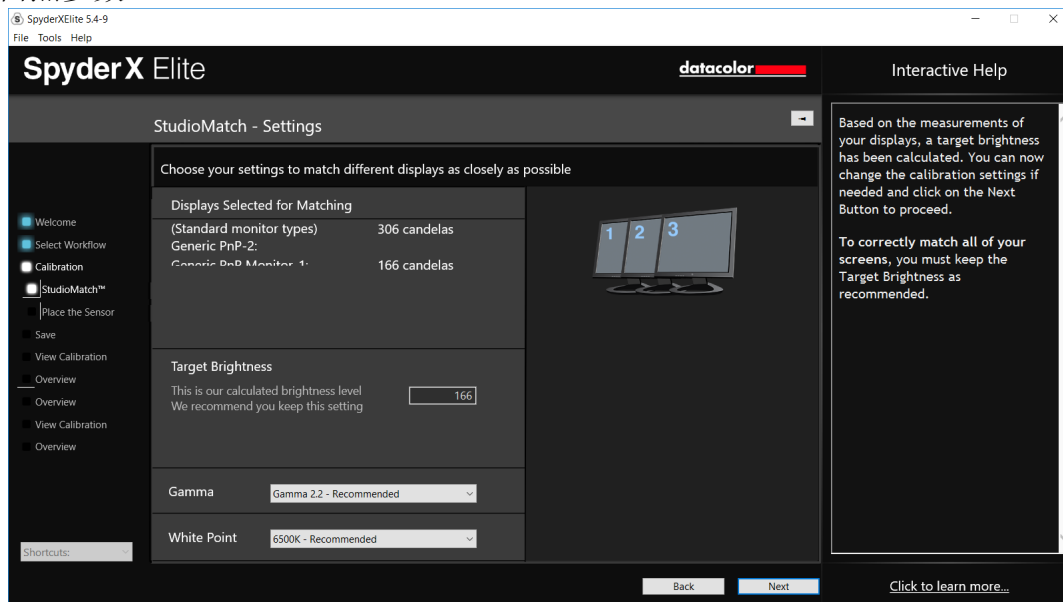 SpyderXElite 5.4-9
File Tools Help
SpyderX Elite
datacolor
Interactive Help
StudioMatch - Settings
Choose your settings to match different displays as closely as possible
Welcome
Select Workflow
Calibration
StudioMatch™
Place the Sensor
Save
View Calibration
Overview
Overview
View Calibration
Overview
Shortcuts:
Displays Selected for Matching
(Standard monitor types) 306 candelas
Generic PnP-2:
Generic PnP Monitor-1: 166 candelas
1 2 3
Target Brightness
This is our calculated brightness level
We recommend you keep this setting
166
Gamma
Gamma 2.2 - Recommended
White Point
6500K - Recommended
Back
Next
Based on the measurements of
your displays, a target brightness
has been calculated. You can now
change the calibration settings if
needed and click on the Next
Button to proceed.
To correctly match all of your
screens, you must keep the
Target Brightness as
recommended.
Click to learn more...